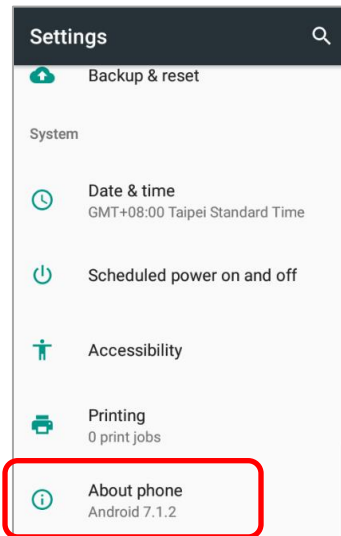 Settings
Backup & reset
System
Date & time
GMT+08:00 Taipei Standard Time
Scheduled power on and off
Accessibility
Printing
0 print jobs
About phone
Android 7.1.2